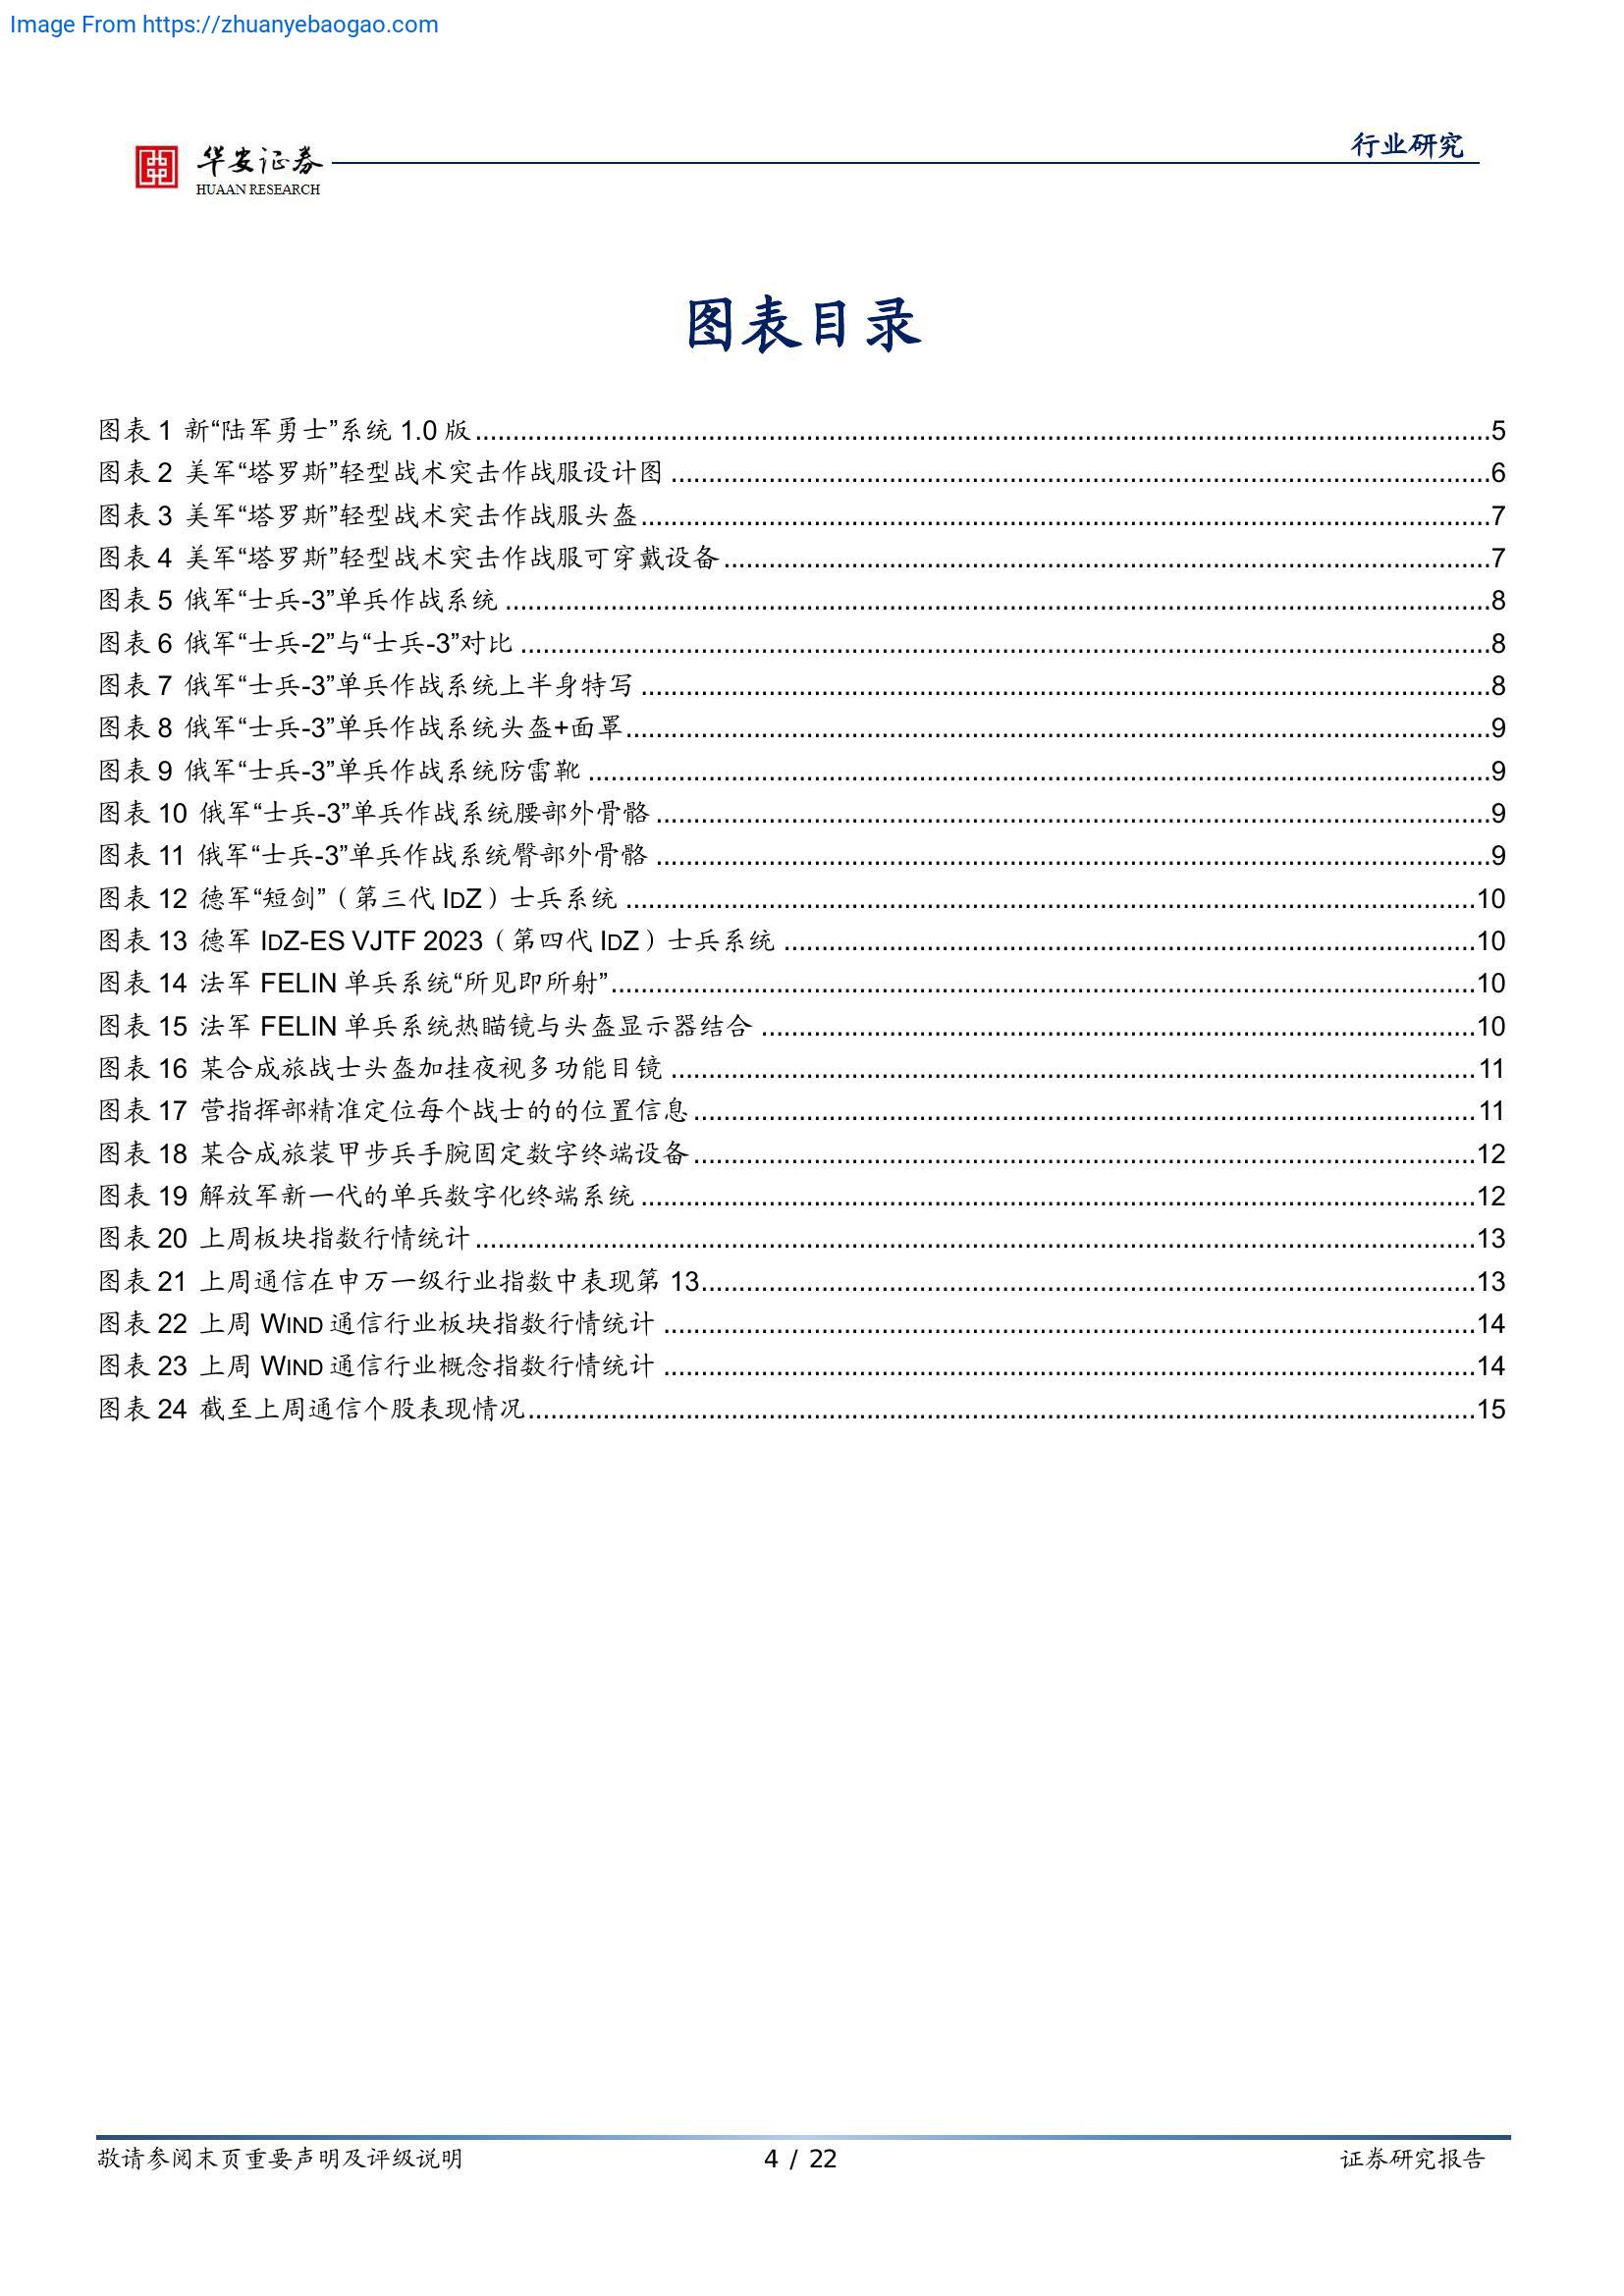 Image From https://zhuanyebaogao.com
华安证券
HUAAN RESEARCH
行业研究
图表目录
图表 1 新“陆军勇士”系统 1.0 版 5
图表 2 美军“塔罗斯”轻型战术突击作战服设计图 6
图表 3 美军“塔罗斯”轻型战术突击作战服头盔 7
图表 4 美军“塔罗斯”轻型战术突击作战服可穿戴设备 7
图表 5 俄军“士兵-3”单兵作战系统 8
图表 6 俄军“士兵-2”与“士兵-3”对比 8
图表 7 俄军“士兵-3”单兵作战系统上半身特写 8
图表 8 俄军“士兵-3”单兵作战系统头盔+面罩 9
图表 9 俄军“士兵-3”单兵作战系统防雷靴 9
图表 10 俄军“士兵-3”单兵作战系统腰部外骨骼 9
图表 11 俄军“士兵-3”单兵作战系统臀部外骨骼 9
图表 12 德军“短剑”（第三代 IDZ）士兵系统 10
图表 13 德军 IDZ-ES VJTF 2023（第四代 IDZ）士兵系统 10
图表 14 法军 FELIN 单兵系统“所见即所射” 10
图表 15 法军 FELIN 单兵系统热瞄镜与头盔显示器结合 10
图表 16 某合成旅战士头盔加挂夜视多功能目镜 11
图表 17 营指挥部精准定位每个战士的的位置信息 11
图表 18 某合成旅装甲步兵手腕固定数字终端设备 12
图表 19 解放军新一代的单兵数字化终端系统 12
图表 20 上周板块指数行情统计 13
图表 21 上周通信在申万一级行业指数中表现第 13 13
图表 22 上周 WIND 通信行业板块指数行情统计 14
图表 23 上周 WIND 通信行业概念指数行情统计 14
图表 24 截至上周通信个股表现情况 15
敬请参阅末页重要声明及评级说明 4 / 22 证券研究报告